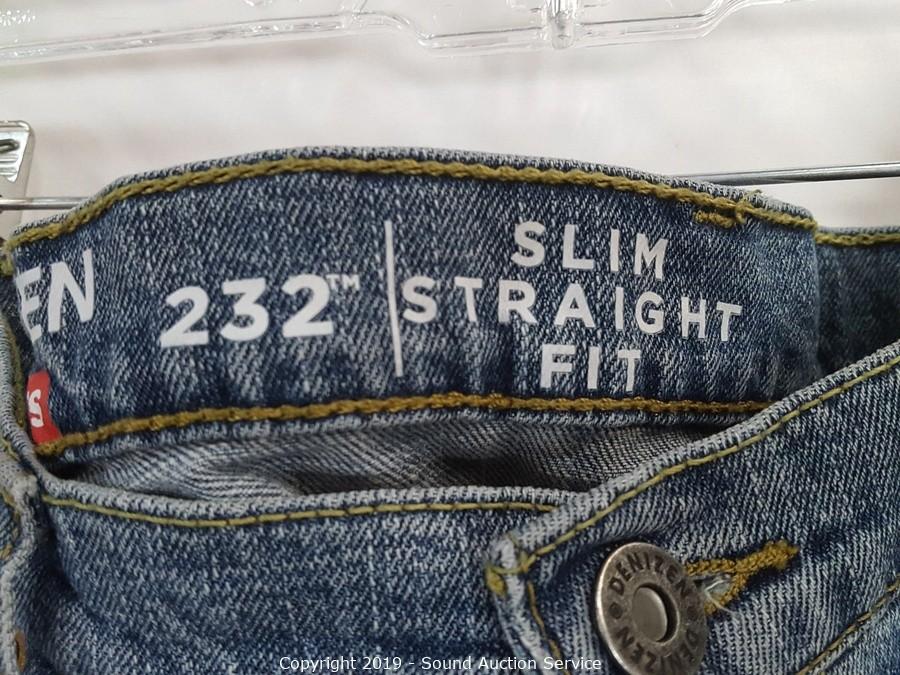 EN 232™ SLIM
STRAIGHT
FIT
S
DENIZEN
DENIZEN
Copyright 2019 - Sound Auction Service